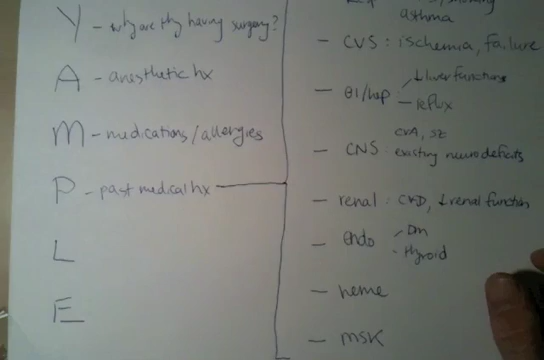 Y - why are they having surgery?
A - anesthetic hx
M - medications/allergies
P - past medical hx
L
E
asthma
- CVS : ischemia, failure
- GI/hep - ↓ liver functions
- reflux
- CNS : CVA, SZ
existing neuro deficits
- renal : CKD, ↓ renal function
- endo - DM
- thyroid
- heme
- MSK